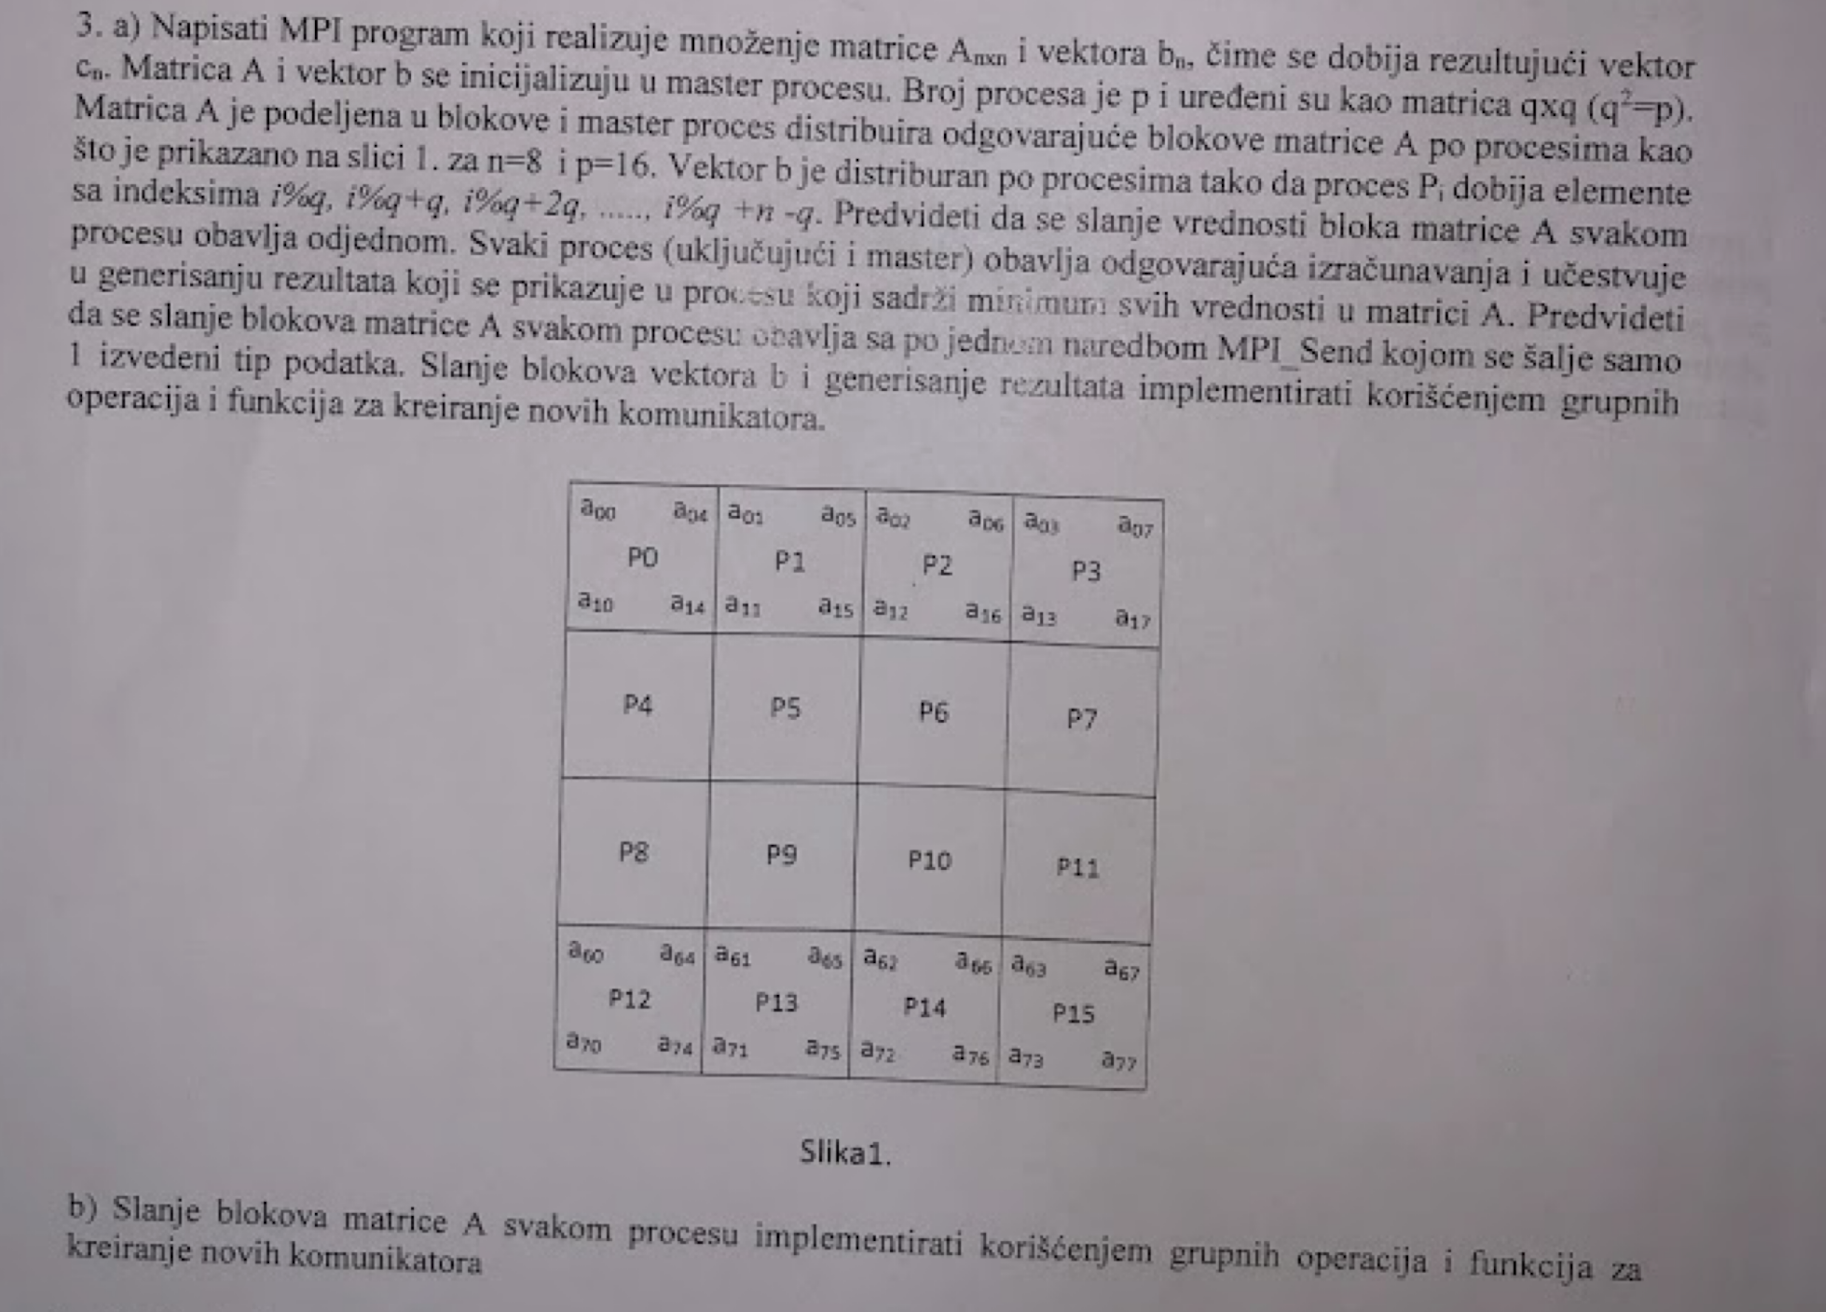 3. a) Napisati MPI program koji realizuje množenje matrice Anxn i vektora bn, čime se dobija rezultujući vektor
cn. Matrica A i vektor b se inicijalizuju u master procesu. Broj procesa je p i uređeni su kao matrica qxq (q²=p).
Matrica A je podeljena u blokove i master proces distribuira odgovarajuće blokove matrice A po procesima kao
što je prikazano na slici 1. za n=8 i p=16. Vektor b je distriburan po procesima tako da proces Pi dobija elemente
sa indeksima i%q, i%q+q, i%q+2q, ....., i%q +n -q. Predvideti da se slanje vrednosti bloka matrice A svakom
procesu obavlja odjednom. Svaki proces (uključujući i master) obavlja odgovarajuća izračunavanja i učestvuje
u generisanju rezultata koji se prikazuje u procesu koji sadrži minimum svih vrednosti u matrici A. Predvideti
da se slanje blokova matrice A svakom procesu obavlja sa po jednom naredbom MPI_Send kojom se šalje samo
1 izvedeni tip podatka. Slanje blokova vektora b i generisanje rezultata implementirati korišćenjem grupnih
operacija i funkcija za kreiranje novih komunikatora.
a00 a04 a01 a05 a02 a06 a03 a07
P0 P1 P2 P3
a10 a14 a11 a15 a12 a16 a13 a17
P4 P5 P6 P7
P8 P9 P10 P11
a60 a64 a61 a65 a62 a66 a63 a67
P12 P13 P14 P15
a70 a74 a71 a75 a72 a76 a73 a77
Slika1.
b) Slanje blokova matrice A svakom procesu implementirati korišćenjem grupnih operacija i funkcija za
kreiranje novih komunikatora